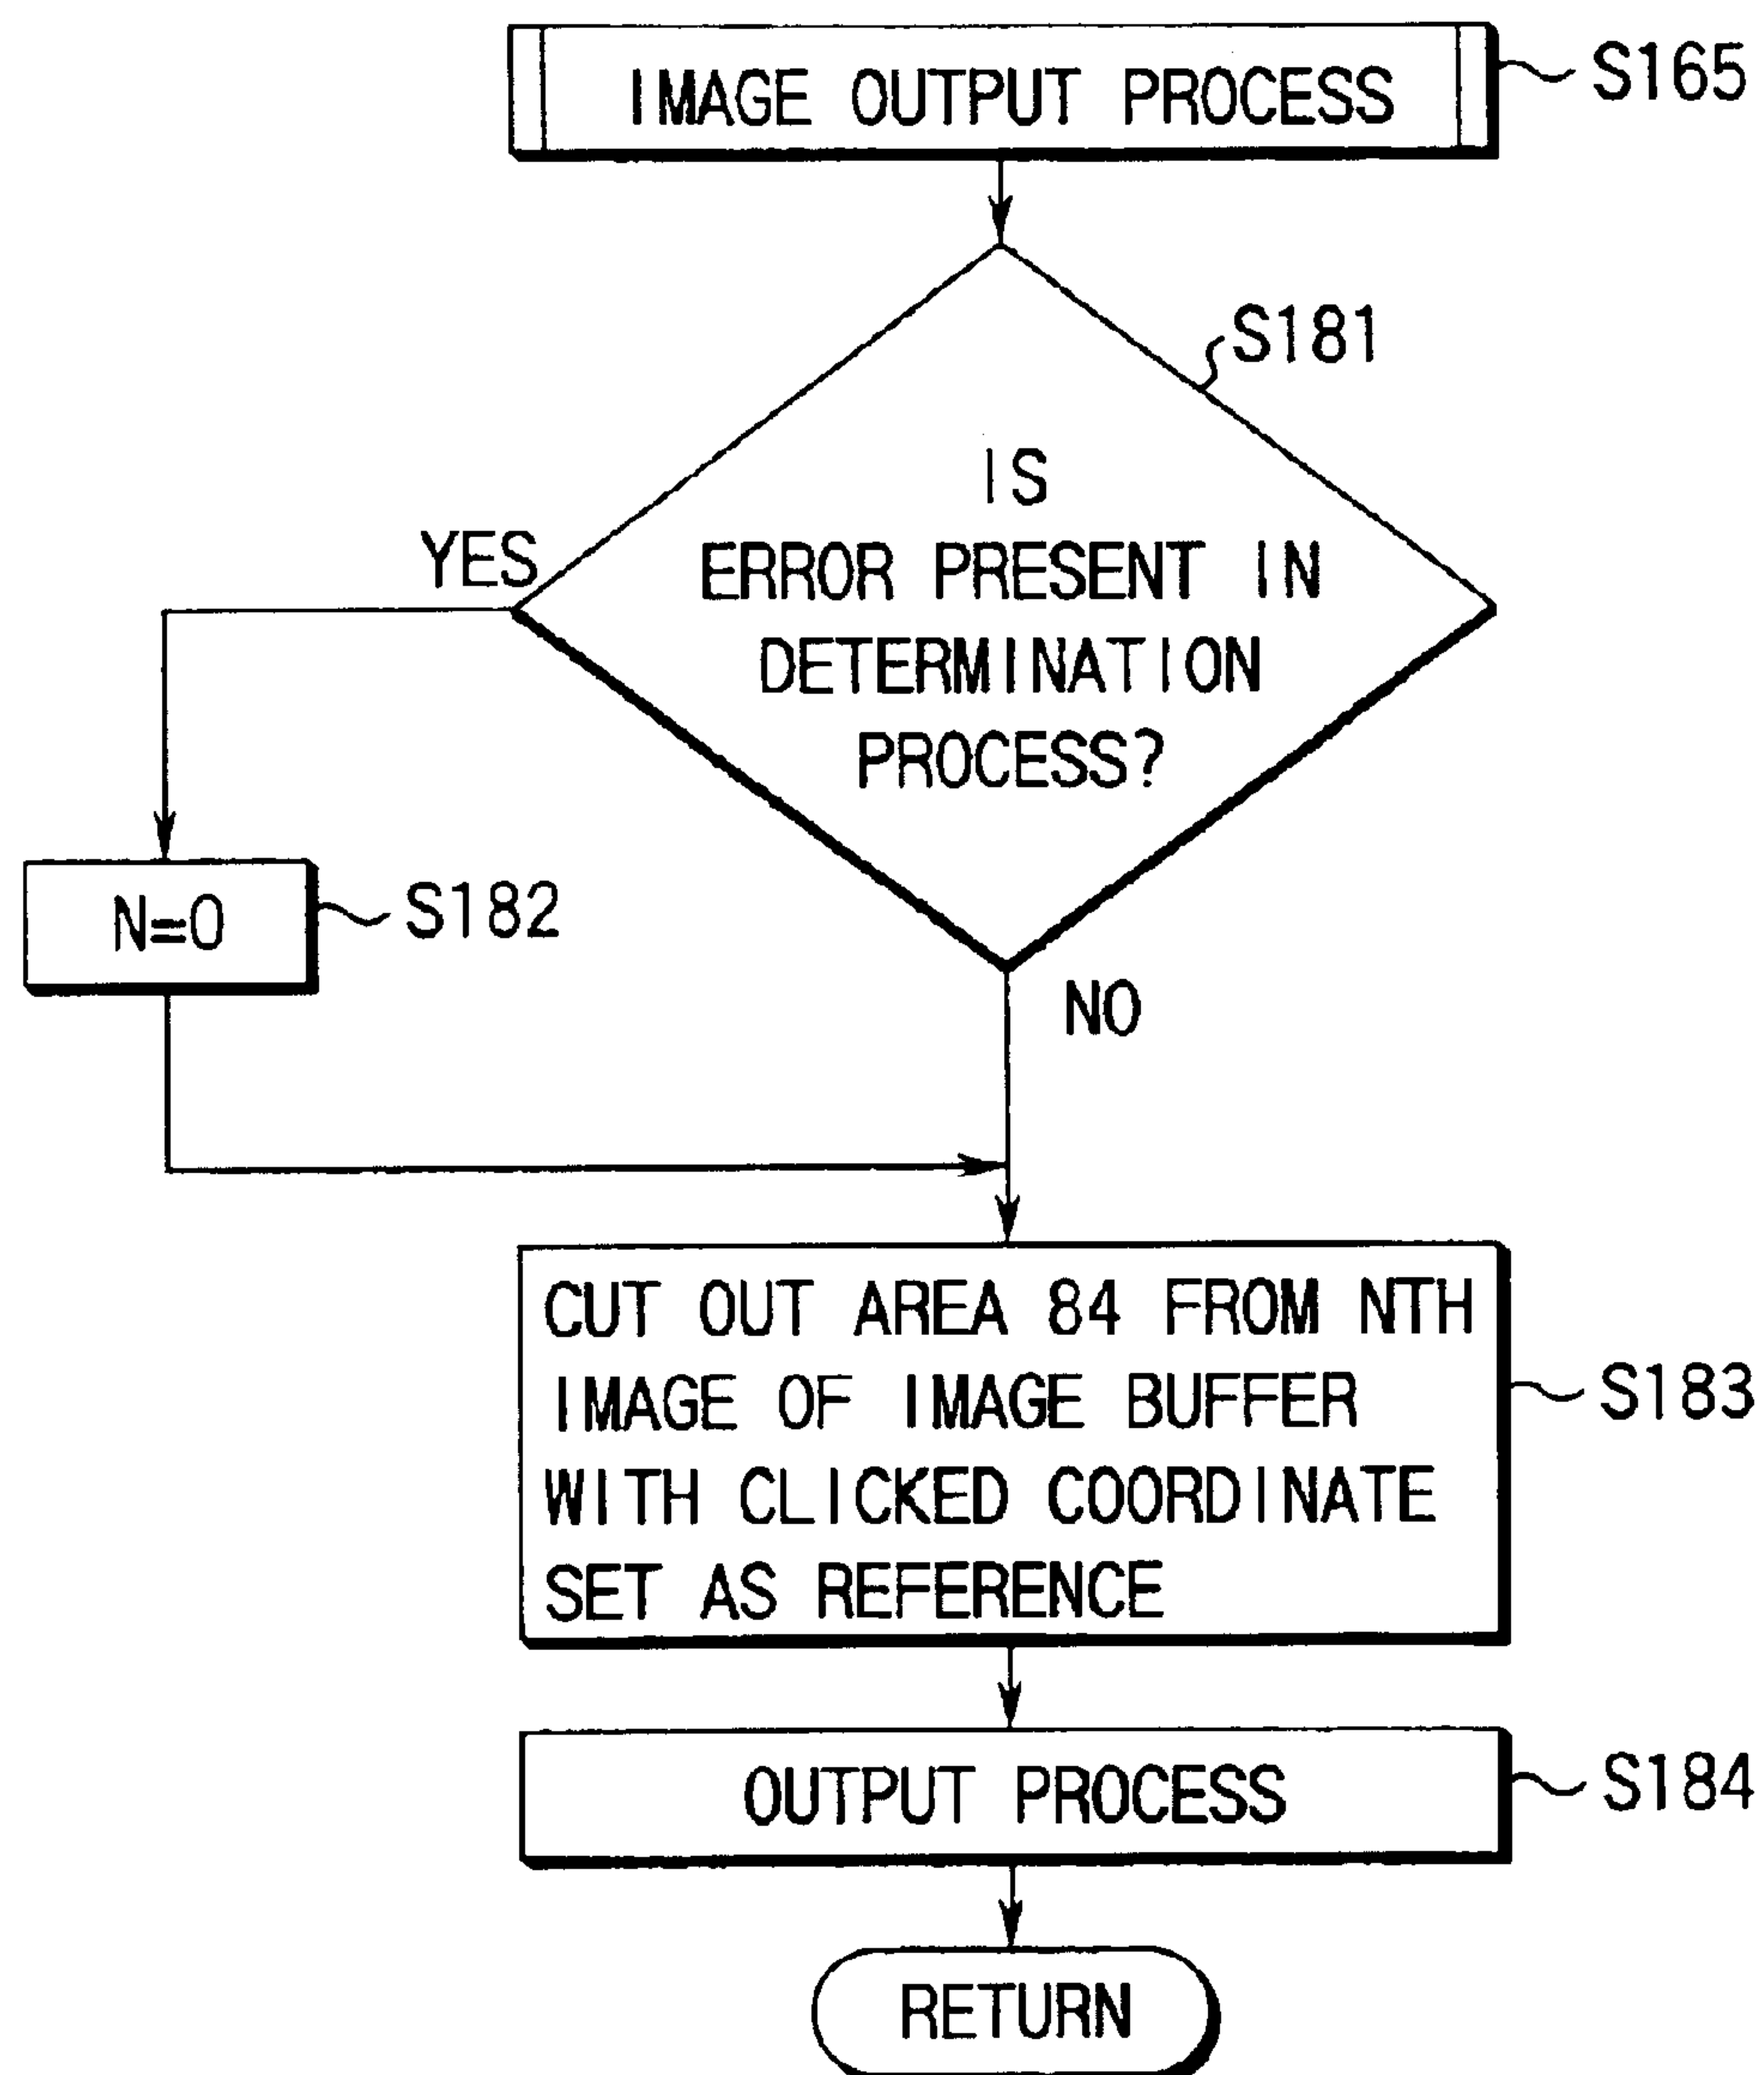 IMAGE OUTPUT PROCESS
S165
S181
IS
ERROR PRESENT IN
DETERMINATION
PROCESS?
YES
N=0
S182
NO
CUT OUT AREA 84 FROM NTH
IMAGE OF IMAGE BUFFER
WITH CLICKED COORDINATE
SET AS REFERENCE
S183
OUTPUT PROCESS
S184
RETURN